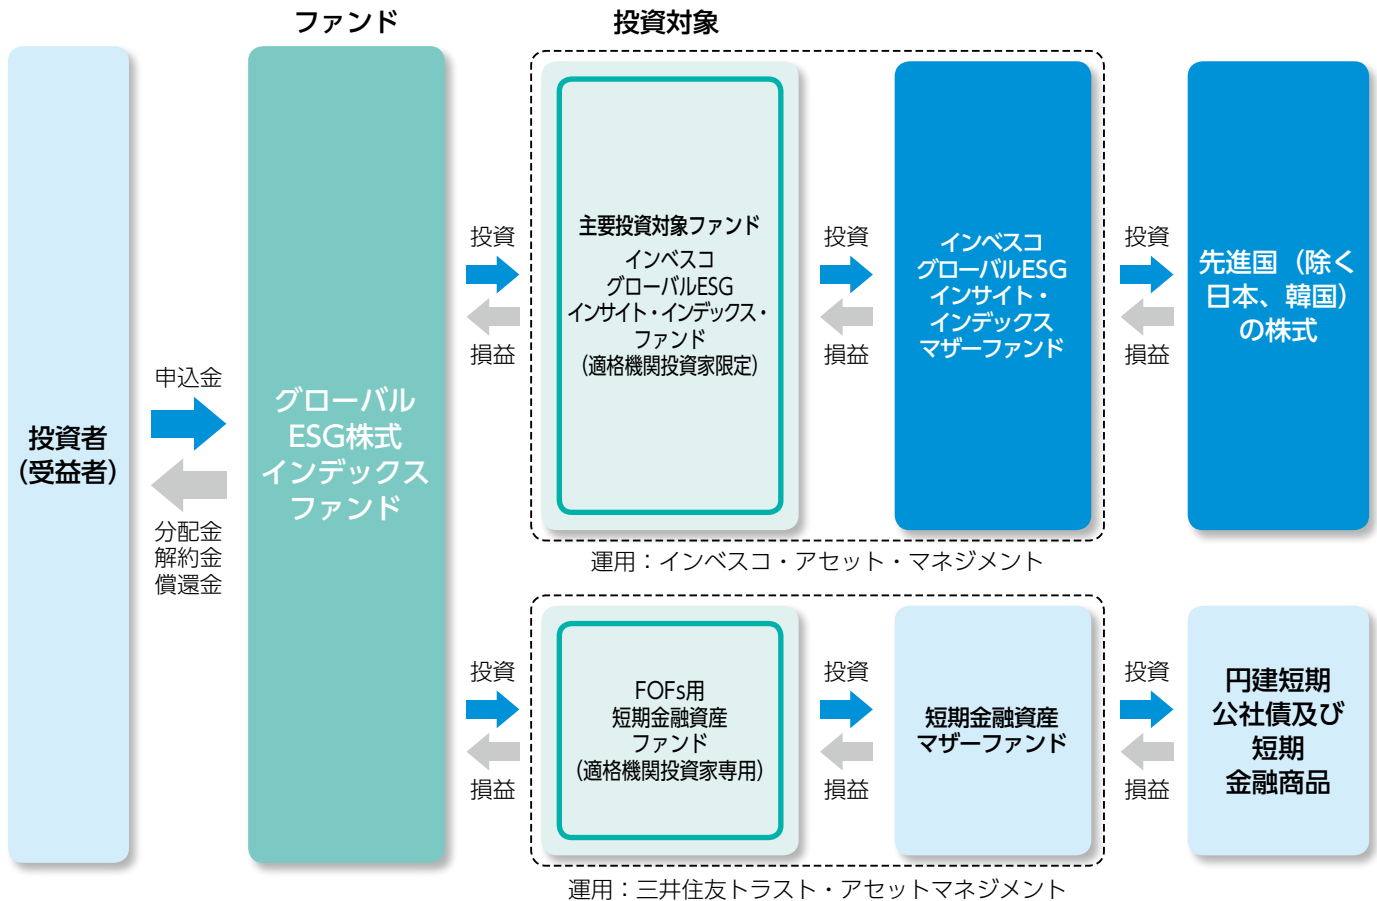 ファンド
投資対象
投資者
（受益者）
申込金
分配金
解約金
償還金
グローバル
ESG株式
インデックス
ファンド
投資
損益
主要投資対象ファンド
インベスコ
グローバルESG
インサイト・インデックス・
ファンド
（適格機関投資家限定）
投資
損益
インベスコ
グローバルESG
インサイト・
インデックス
マザーファンド
投資
損益
先進国（除く
日本、韓国）
の株式
運用：インベスコ・アセット・マネジメント
投資
損益
FOFs用
短期金融資産
ファンド
（適格機関投資家専用）
投資
損益
短期金融資産
マザーファンド
投資
損益
円建短期
公社債及び
短期
金融商品
運用：三井住友トラスト・アセットマネジメント